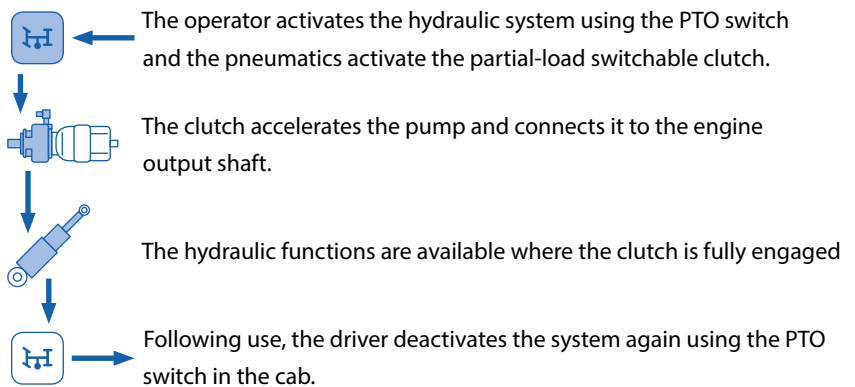 The operator activates the hydraulic system using the PTO switch
and the pneumatics activate the partial-load switchable clutch.
The clutch accelerates the pump and connects it to the engine
output shaft.
The hydraulic functions are available where the clutch is fully engaged
Following use, the driver deactivates the system again using the PTO
switch in the cab.